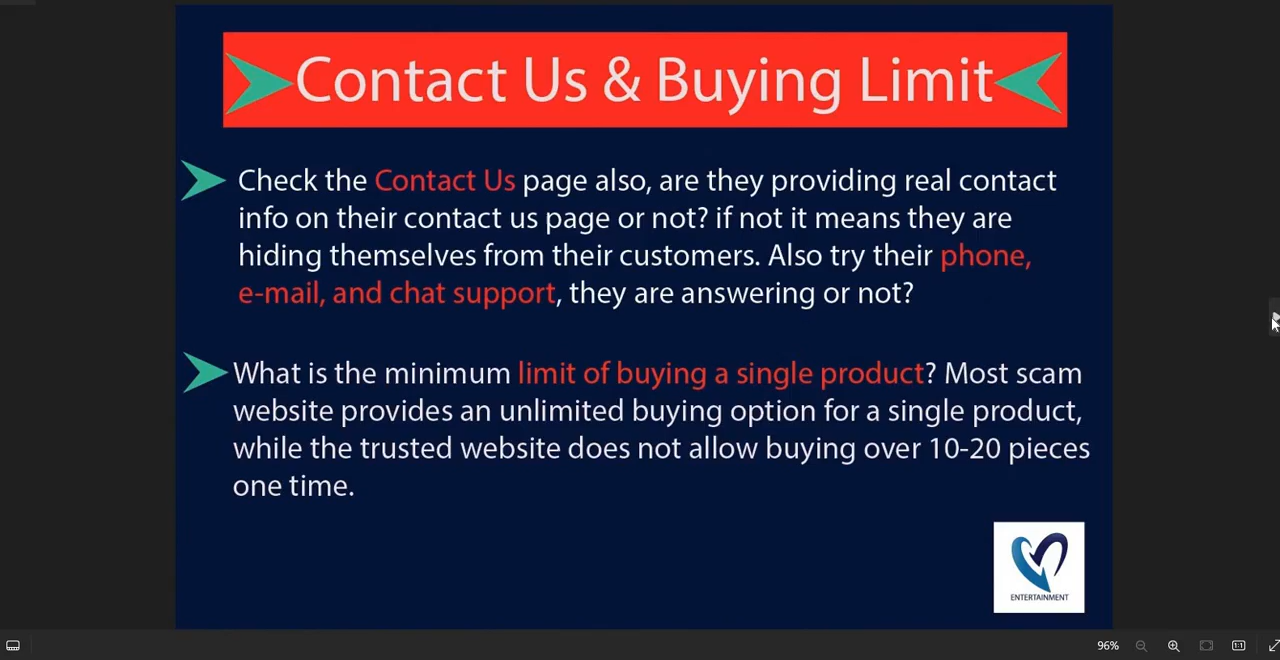 Contact Us & Buying Limit
Check the Contact Us page also, are they providing real contact
info on their contact us page or not? if not it means they are
hiding themselves from their customers. Also try their phone,
e-mail, and chat support, they are answering or not?
What is the minimum limit of buying a single product? Most scam
website provides an unlimited buying option for a single product,
while the trusted website does not allow buying over 10-20 pieces
one time.
ENTERTAINMENT
96%
1:1